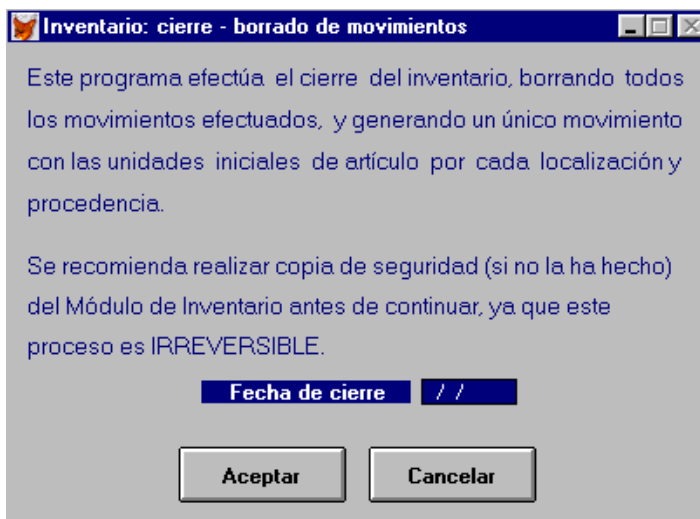 Inventario: cierre - borrado de movimientos
Este programa efectúa el cierre del inventario, borrando todos
los movimientos efectuados, y generando un único movimiento
con las unidades iniciales de artículo por cada localización y
procedencia.
Se recomienda realizar copia de seguridad (si no la ha hecho)
del Módulo de Inventario antes de continuar, ya que este
proceso es IRREVERSIBLE.
Fecha de cierre / /
Aceptar Cancelar